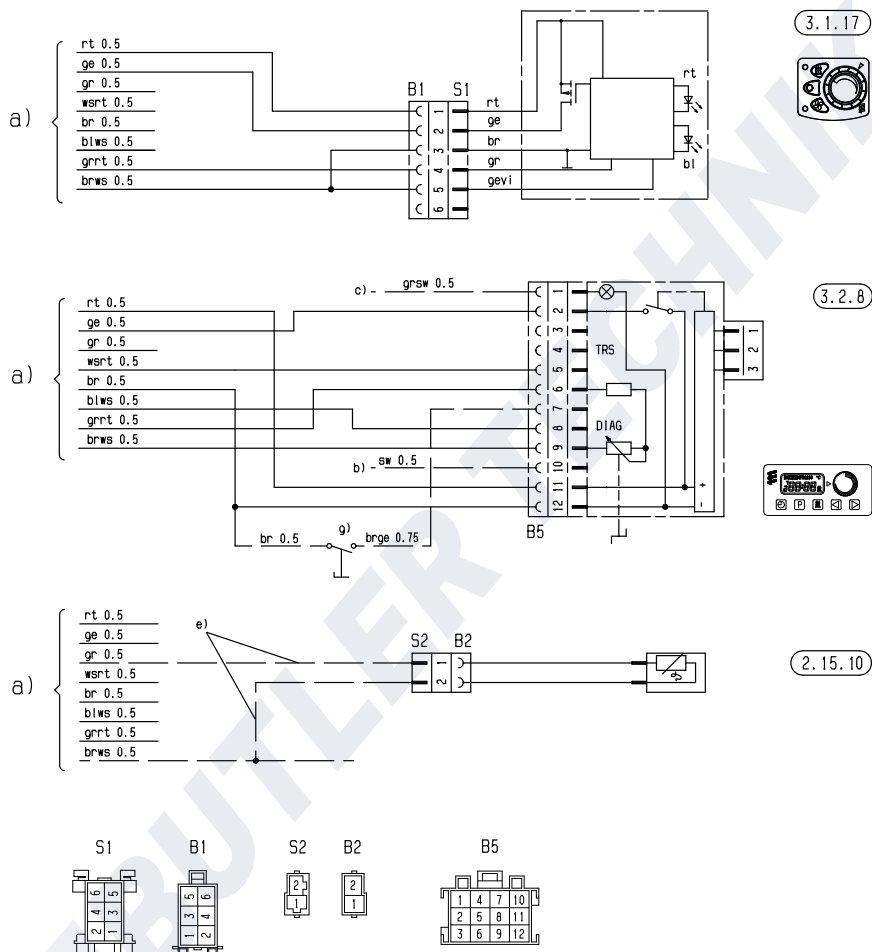 3.1.17
a)
rt 0.5
ge 0.5
gr 0.5
wsrt 0.5
br 0.5
blws 0.5
grrt 0.5
brws 0.5
B1 S1
1
2
3
4
5
6
rt
ge
br
gr
gevi
rt
bl
3.2.8
a)
rt 0.5
ge 0.5
gr 0.5
wsrt 0.5
br 0.5
blws 0.5
grrt 0.5
brws 0.5
c) grsw 0.5
b) sw 0.5
g)
br 0.5 brge 0.75
1
2
3
4
5
6
7
8
9
10
11
12
B5
TRS
DIAG
+
-
1
2
3
P
2.15.10
a)
rt 0.5
ge 0.5
gr 0.5
wsrt 0.5
br 0.5
blws 0.5
grrt 0.5
brws 0.5
e)
S2 B2
1
2
S1 B1 S2 B2 B5
6 5
4 3
2 1
5 6
3 4
1 2
2
1
2
1
1 4 7 10
2 5 8 11
3 6 9 12
BUTLER TECHNIK